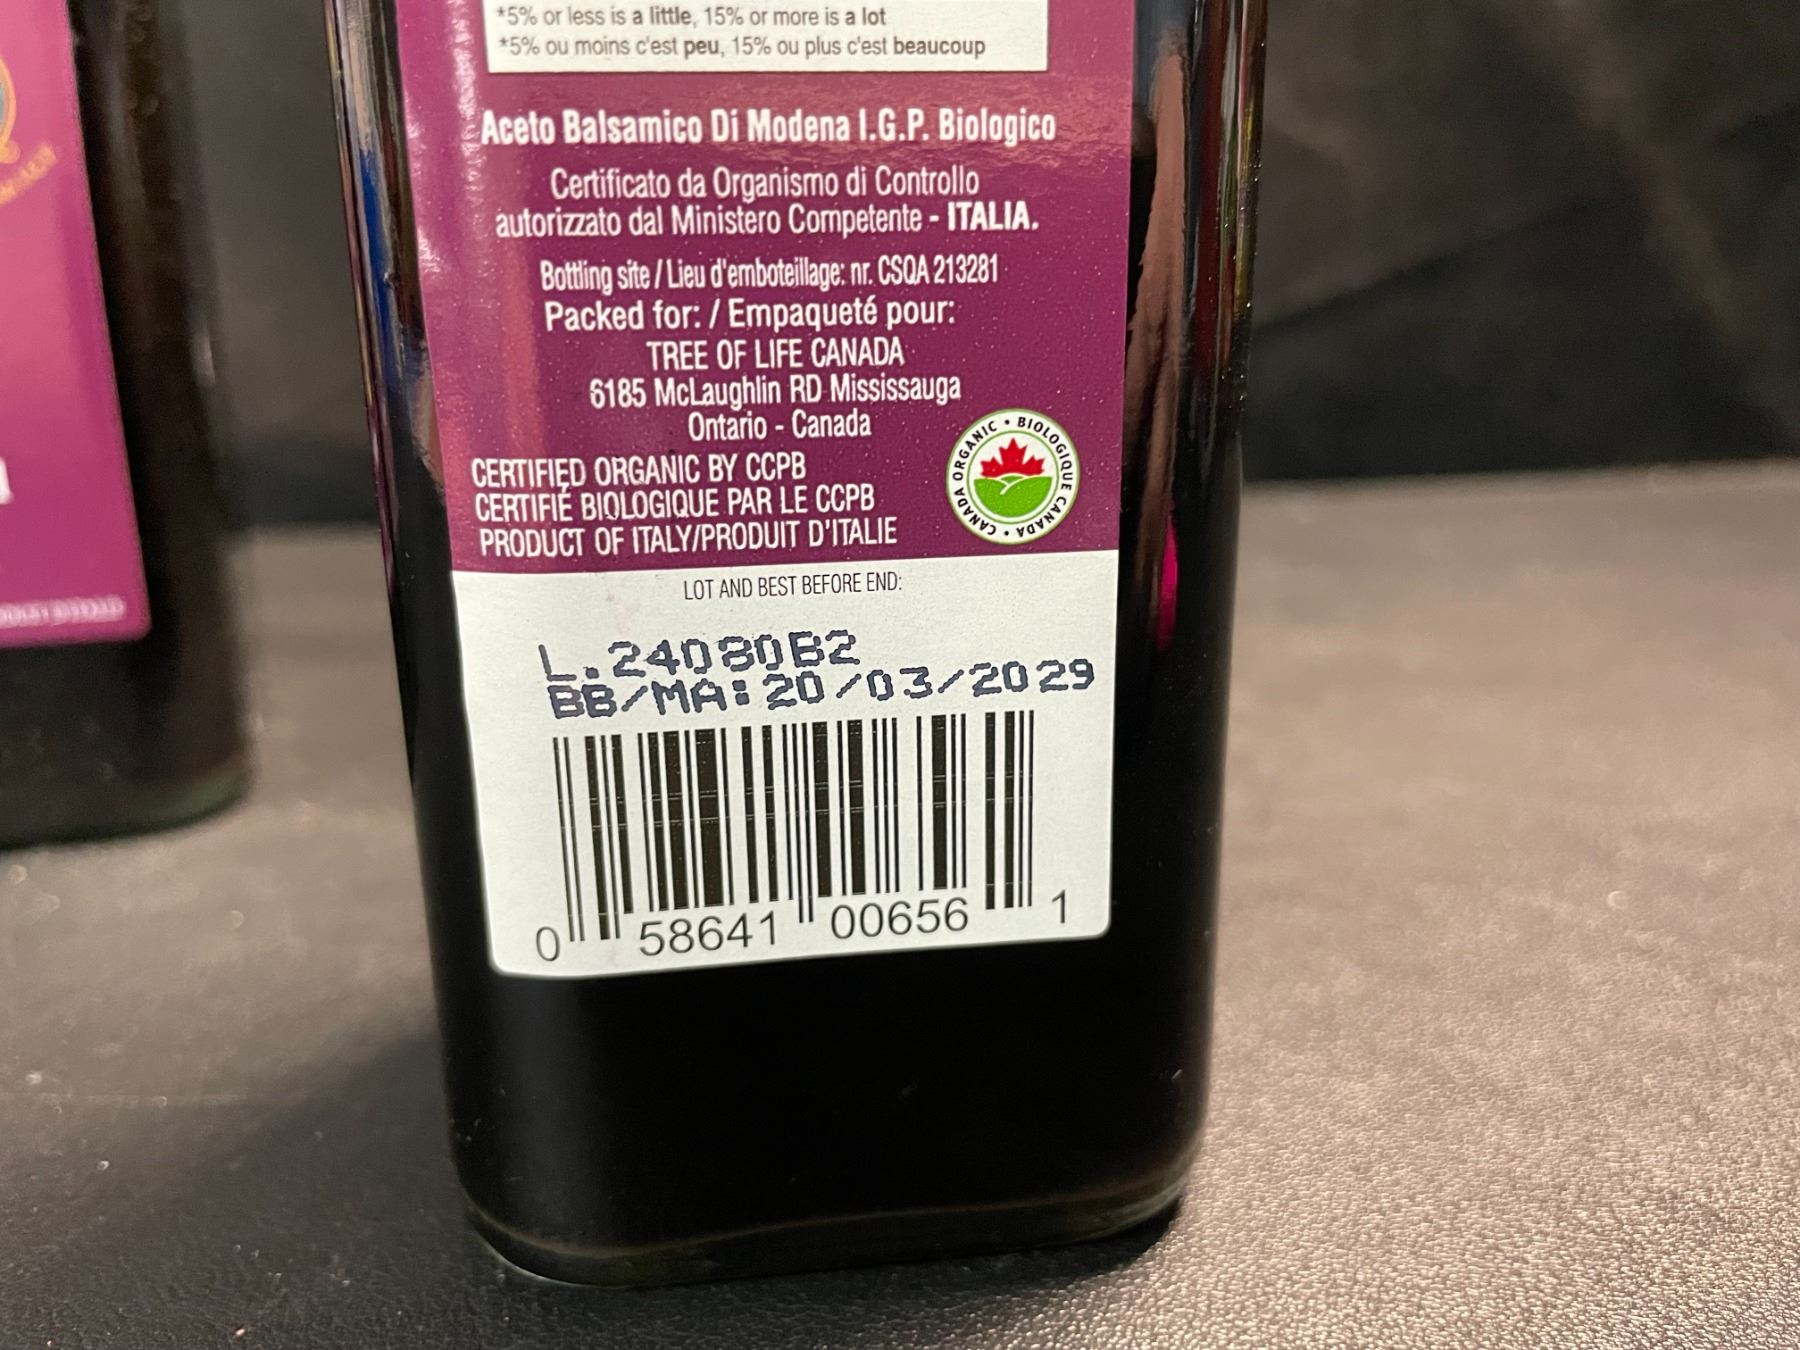 *5% or less is a little, 15% or more is a lot
*5% ou moins c'est peu, 15% ou plus c'est beaucoup
Aceto Balsamico Di Modena I.G.P. Biologico
Certificato da Organismo di Controllo
autorizzato dal Ministero Competente - ITALIA.
Bottling site / Lieu d'emboteillage: nr. CSQA 213281
Packed for: / Empaqueté pour:
TREE OF LIFE CANADA
6185 McLaughlin RD Mississauga
Ontario - Canada
CERTIFIED ORGANIC BY CCPB
CERTIFIÉ BIOLOGIQUE PAR LE CCPB
PRODUCT OF ITALY/PRODUIT D'ITALIE
CANADA ORGANIC • BIOLOGIQUE CANADA •
LOT AND BEST BEFORE END:
L.24080B2
BB/MA:20/03/2029
0 58641 00656 1